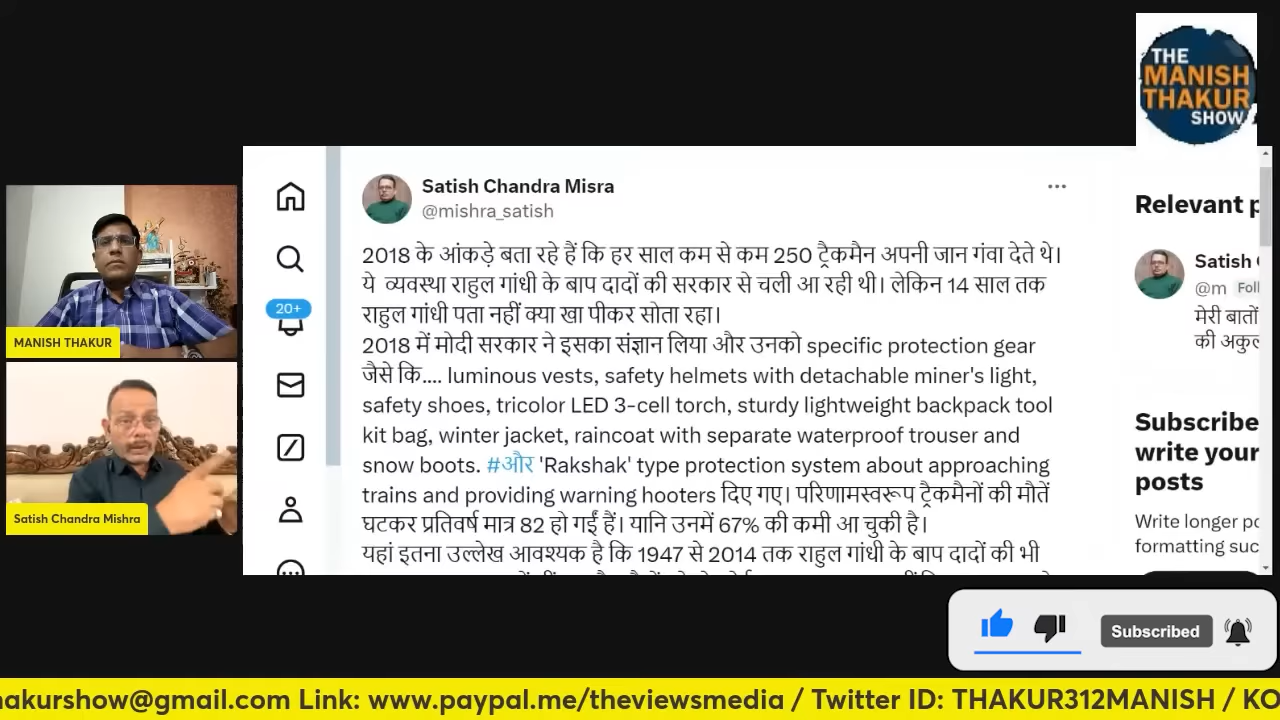 THE
MANISH
THAKUR
SHOW
Satish Chandra Misra
@mishra_satish
2018 के आंकड़े बता रहे हैं कि हर साल कम से कम 250 ट्रैकमैन अपनी जान गंवा देते थे।
ये व्यवस्था राहुल गांधी के बाप दादों की सरकार से चली आ रही थी। लेकिन 14 साल तक
राहुल गांधी पता नहीं क्या खा पीकर सोता रहा।
2018 में मोदी सरकार ने इसका संज्ञान लिया और उनको specific protection gear
जैसे कि.... luminous vests, safety helmets with detachable miner's light,
safety shoes, tricolor LED 3-cell torch, sturdy lightweight backpack tool
kit bag, winter jacket, raincoat with separate waterproof trouser and
snow boots. #और 'Rakshak' type protection system about approaching
trains and providing warning hooters दिए गए। परिणामस्वरूप ट्रैकमैनों की मौतें
घटकर प्रतिवर्ष मात्र 82 हो गईं हैं। यानि उनमें 67% की कमी आ चुकी है।
यहां इतना उल्लेख आवश्यक है कि 1947 से 2014 तक राहुल गांधी के बाप दादों की भी
20+
Relevant p
Satish
@m Foll
मेरी बातों
की अकुल
Subscribe
write your
posts
Write longer po
formatting suc
MANISH THAKUR
Satish Chandra Mishra
Subscribed
akurshow@gmail.com Link: www.paypal.me/theviewsmedia / Twitter ID: THAKUR312MANISH / KO